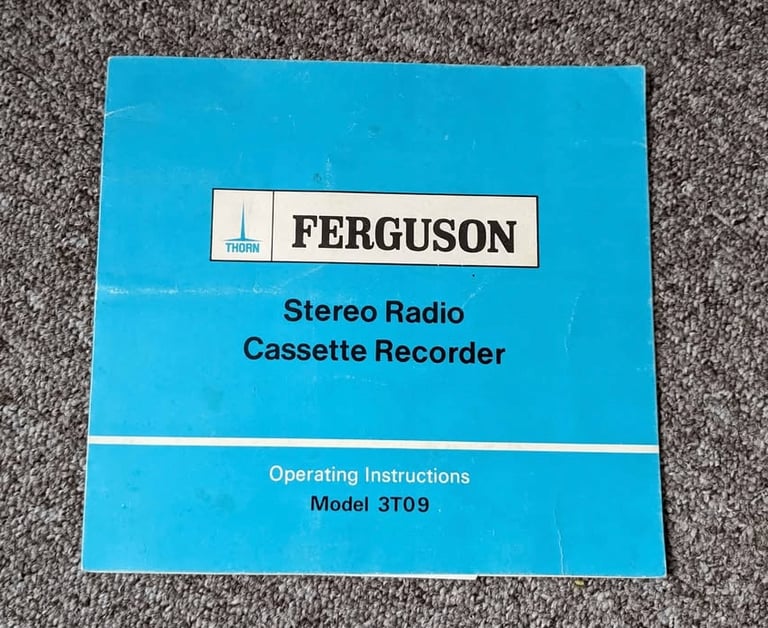 THORN
FERGUSON
Stereo Radio
Cassette Recorder
Operating Instructions
Model 3T09